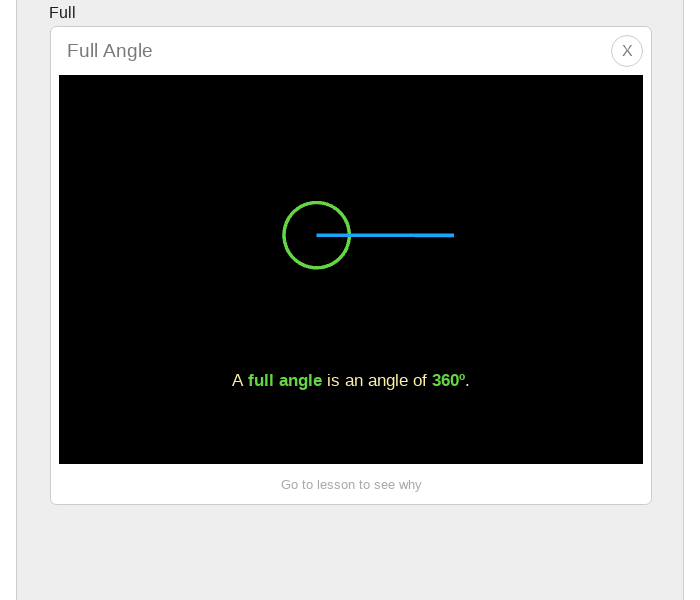 Full
Full Angle
X
A full angle is an angle of 360º.
Go to lesson to see why